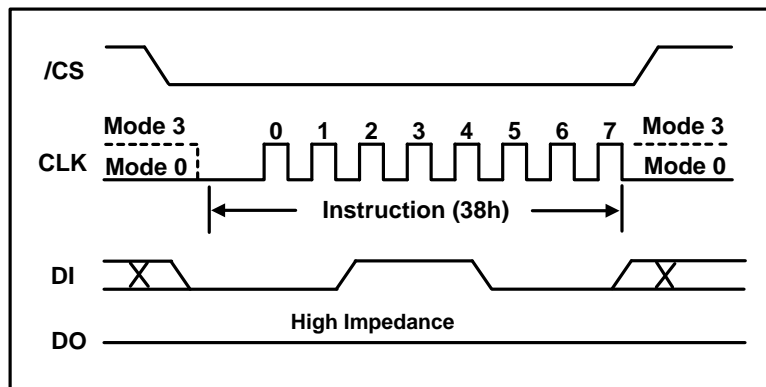 /CS
Mode 3 0 1 2 3 4 5 6 7 Mode 3
CLK
Mode 0 Mode 0
Instruction (38h)
DI
High Impedance
DO